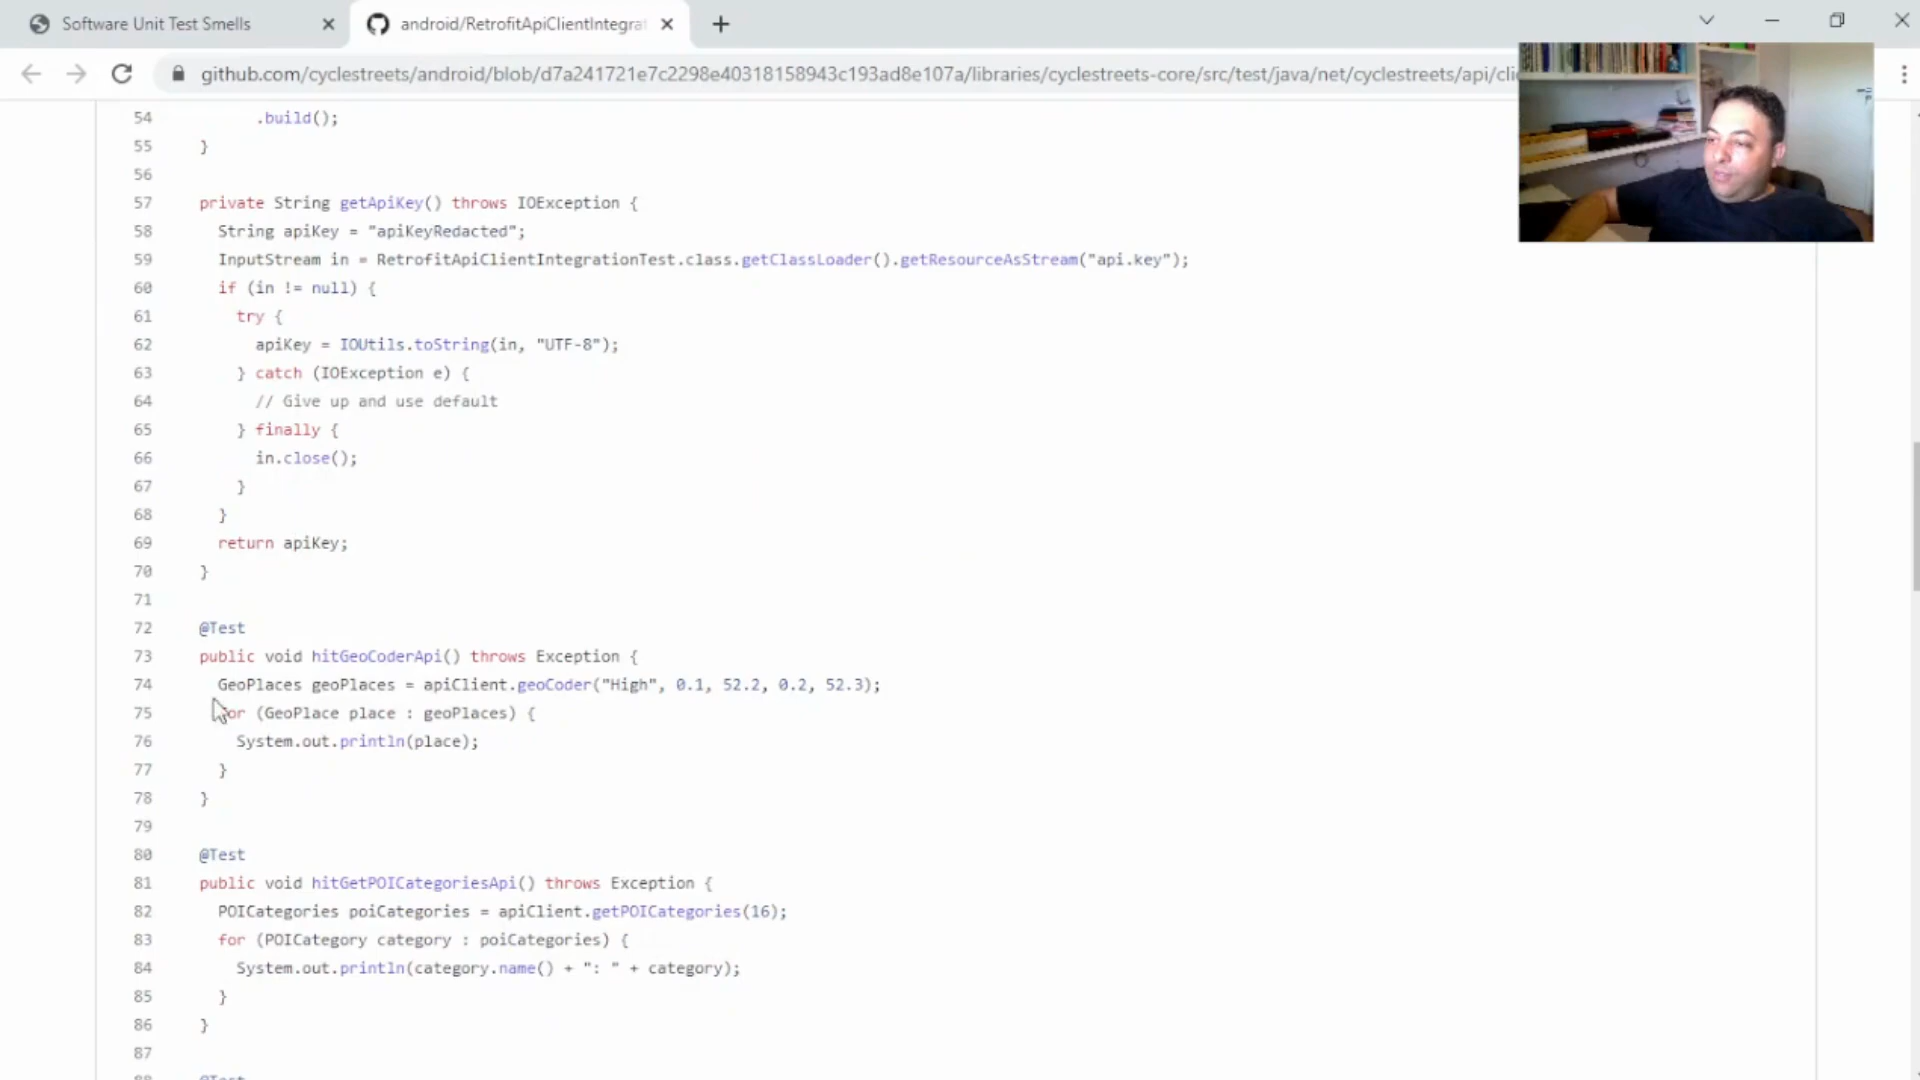 Software Unit Test Smells
android/RetrofitApiClientIntegra
github.com/cyclestreets/android/blob/d7a241721e7c2298e40318158943c193ad8e107a/libraries/cyclestreets-core/src/test/java/net/cyclestreets/api/cli
54 .build();
55 }
56
57 private String getApiKey() throws IOException {
58 String apiKey = "apiKeyRedacted";
59 InputStream in = RetrofitApiClientIntegrationTest.class.getClassLoader().getResourceAsStream("api.key");
60 if (in != null) {
61 try {
62 apiKey = IOUtils.toString(in, "UTF-8");
63 } catch (IOException e) {
64 // Give up and use default
65 } finally {
66 in.close();
67 }
68 }
69 return apiKey;
70 }
71
72 @Test
73 public void hitGeoCoderApi() throws Exception {
74 GeoPlaces geoPlaces = apiClient.geoCoder("High", 0.1, 52.2, 0.2, 52.3);
75 for (GeoPlace place : geoPlaces) {
76 System.out.println(place);
77 }
78 }
79
80 @Test
81 public void hitGetPOICategoriesApi() throws Exception {
82 POICategories poiCategories = apiClient.getPOICategories(16);
83 for (POICategory category : poiCategories) {
84 System.out.println(category.name() + ": " + category);
85 }
86 }
87
88 @Test